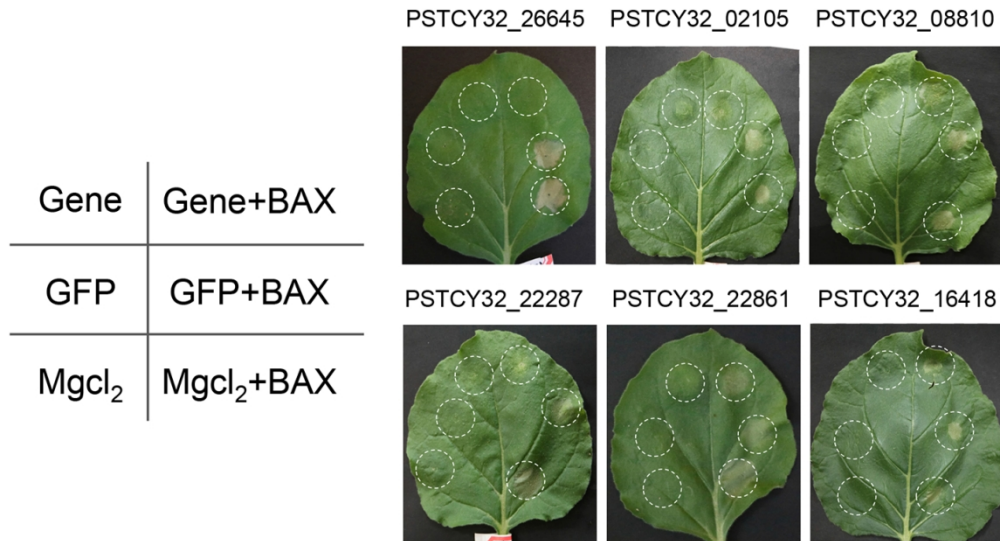 PSTCY32_26645 PSTCY32_02105 PSTCY32_08810
Gene Gene+BAX
GFP GFP+BAX
PSTCY32_22287 PSTCY32_22861 PSTCY32_16418
Mgcl₂ Mgcl₂+BAX